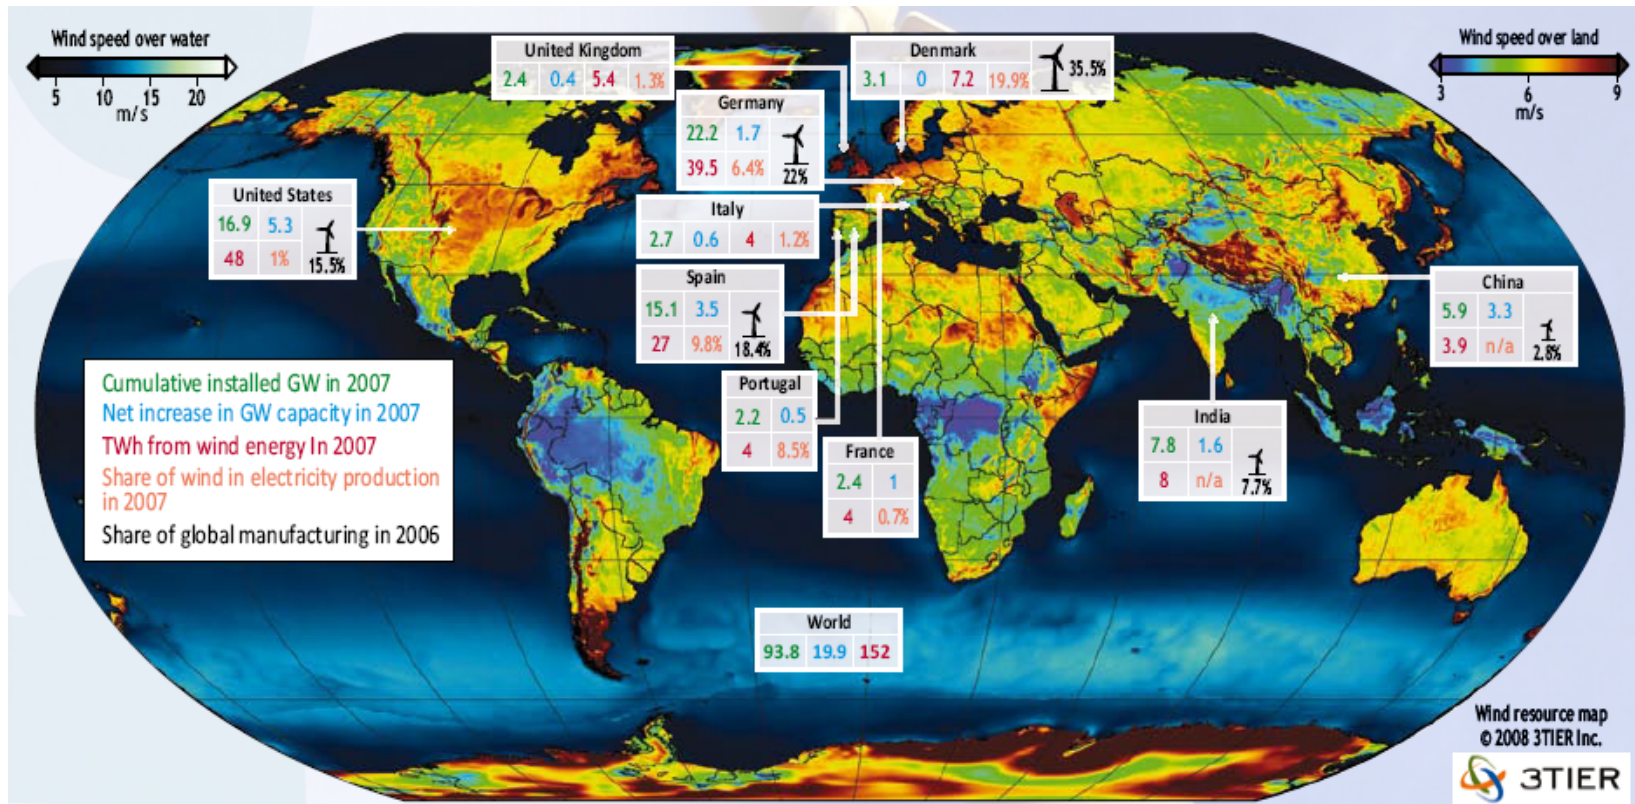 Wind speed over water
5 10 15 20
m/s
Wind speed over land
3 6 9
m/s
United Kingdom
2.4 0.4 5.4 1.3%
Denmark
3.1 0 7.2 19.9% 35.5%
Germany
22.2 1.7
39.5 6.4% 22%
United States
16.9 5.3
48 1% 15.5%
Italy
2.7 0.6 4 1.2%
Spain
15.1 3.5
27 9.8% 18.4%
China
5.9 3.3
3.9 n/a 2.8%
Portugal
2.2 0.5
4 8.5%
India
7.8 1.6
8 n/a 7.7%
France
2.4 1
4 0.7%
Cumulative installed GW in 2007
Net increase in GW capacity in 2007
TWh from wind energy In 2007
Share of wind in electricity production
in 2007
Share of global manufacturing in 2006
World
93.8 19.9 152
Wind resource map
© 2008 3TIER Inc.
3TIER